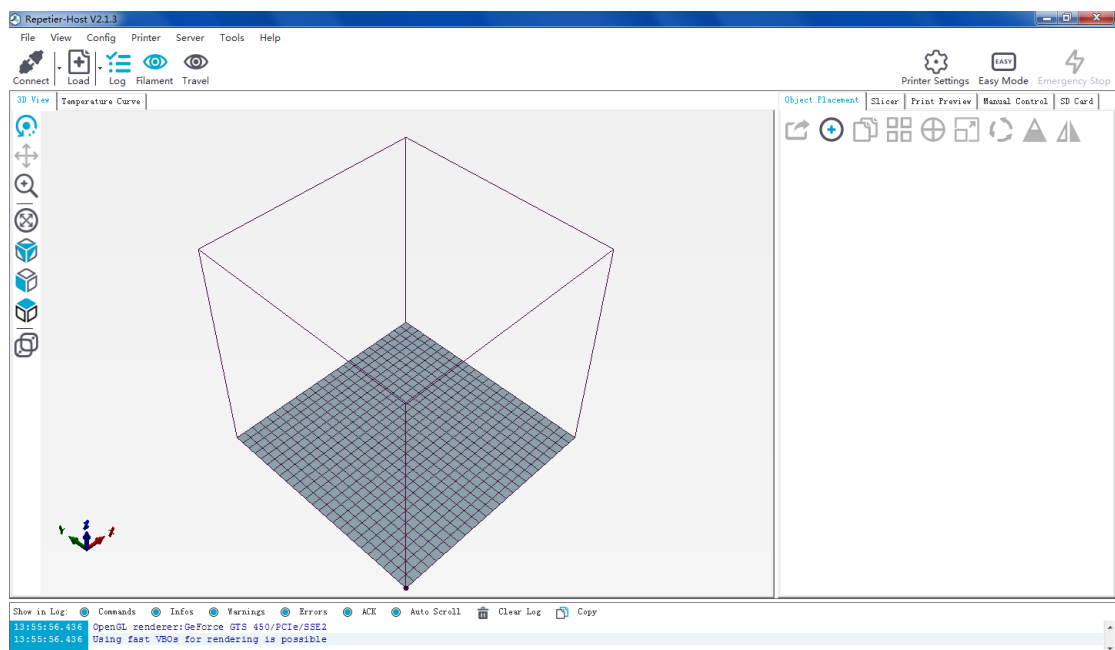 Repetier-Host V2.1.3
File View Config Printer Server Tools Help
Connect Load Log Filament Travel
EASY
Printer Settings Easy Mode Emergency Stop
3D View Temperature Curve
Object Placement Slicer Print Preview Manual Control SD Card
Y Z X
Show in Log: Commands Infos Warnings Errors ACK Auto Scroll Clear Log Copy
13:55:56.436 OpenGL renderer:GeForce GTS 450/PCIe/SSE2
13:55:56.436 Using fast VBOs for rendering is possible